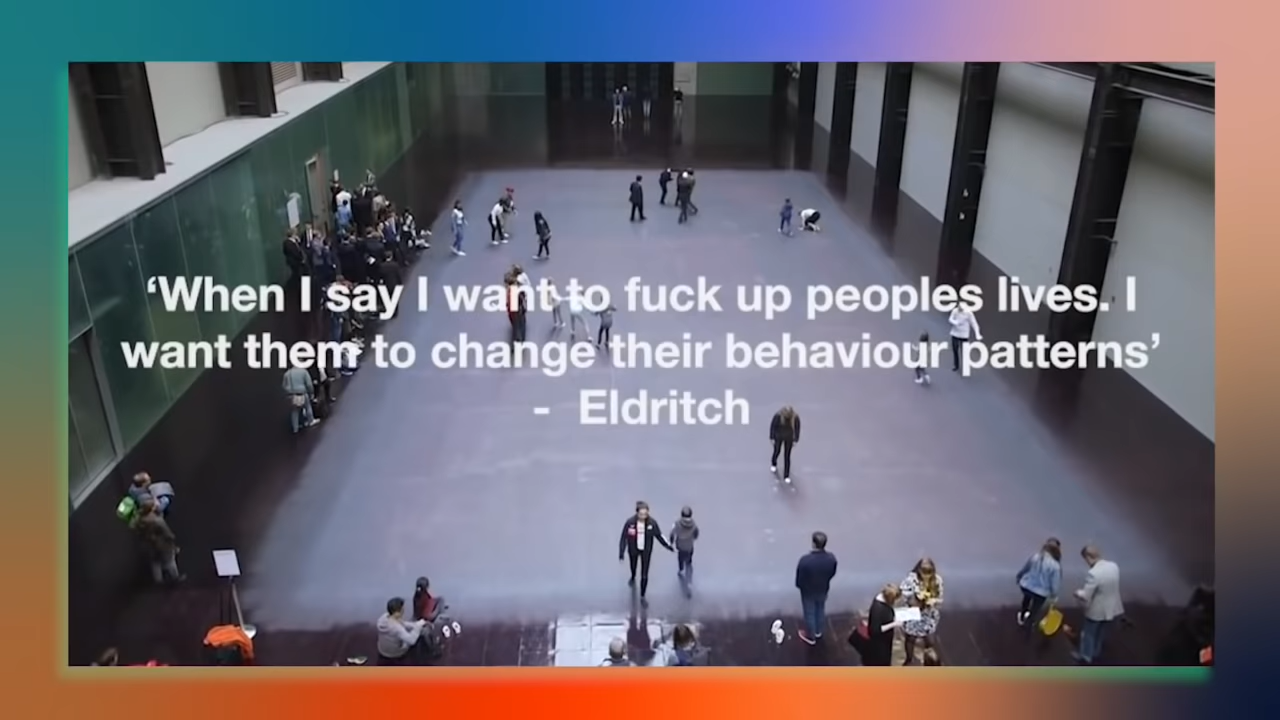 ‘When I say I want to fuck up peoples lives. I
want them to change their behaviour patterns’
- Eldritch